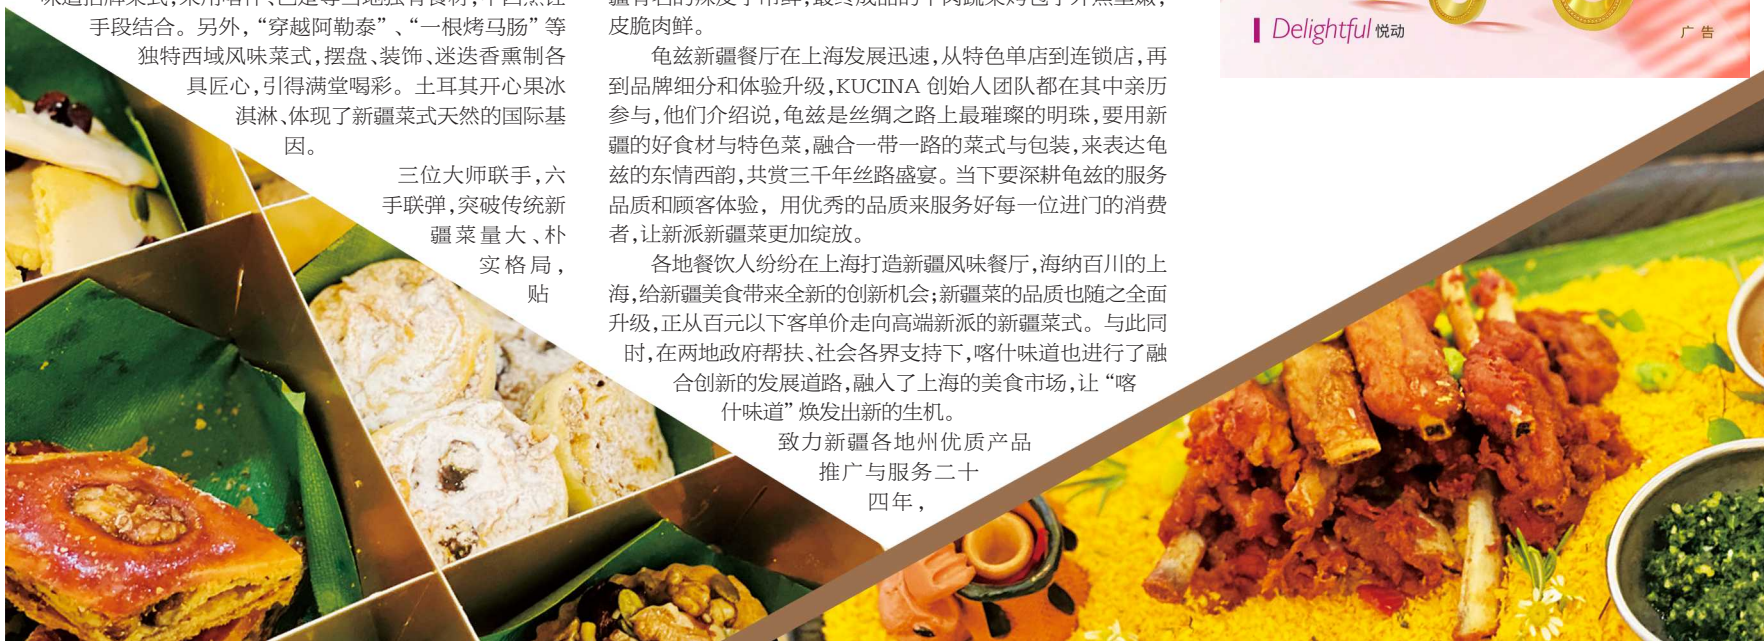 手段结合。另外，“穿越阿勒泰”、“一根烤马肠”等
独特西域风味菜式，摆盘、装饰、迷迭香熏制各
具匠心，引得满堂喝彩。土耳其开心果冰
淇淋、体现了新疆菜式天然的国际基
因。
三位大师联手，六
手联弹，突破传统新
疆菜量大、朴
实格局，
贴
皮脆肉鲜。
龟兹新疆餐厅在上海发展迅速，从特色单店到连锁店，再
到品牌细分和体验升级，KUCINA 创始人团队都在其中亲历
参与，他们介绍说，龟兹是丝绸之路上最璀璨的明珠，要用新
疆的好食材与特色菜，融合一带一路的菜式与包装，来表达龟
兹的东情西韵，共赏三千年丝路盛宴。当下要深耕龟兹的服务
品质和顾客体验，用优秀的品质来服务好每一位进门的消费
者，让新派新疆菜更加绽放。
各地餐饮人纷纷在上海打造新疆风味餐厅，海纳百川的上
海，给新疆美食带来全新的创新机会；新疆菜的品质也随之全面
升级，正从百元以下客单价走向高端新派的新疆菜式。与此同
时，在两地政府帮扶、社会各界支持下，喀什味道也进行了融
合创新的发展道路，融入了上海的美食市场，让“喀
什味道”焕发出新的生机。
致力新疆各地州优质产品
推广与服务二十
四年，
Delightful 悦动
广告